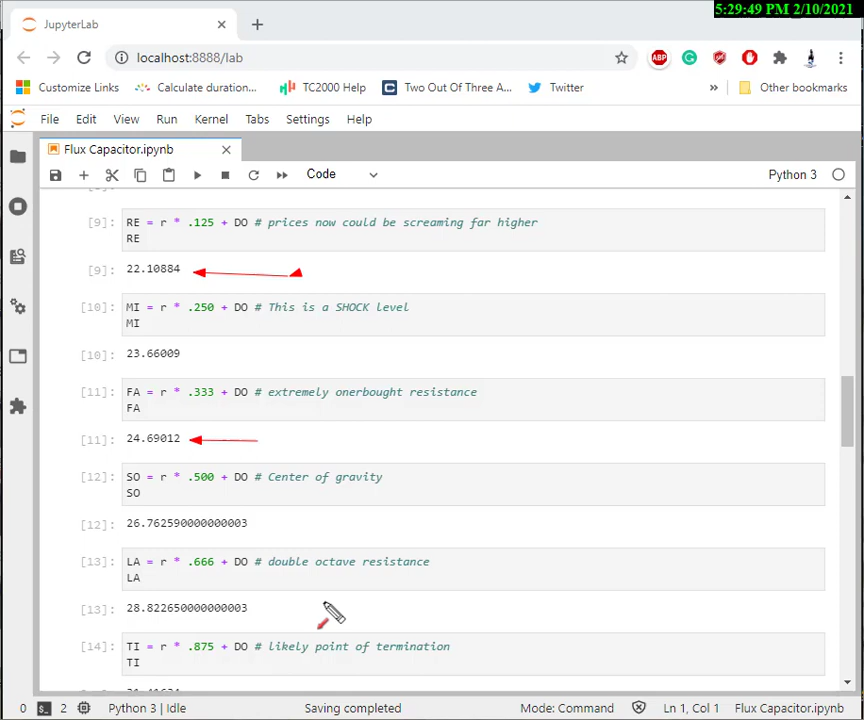 5:29:49 PM 2/10/2021
JupyterLab
localhost:8888/lab
ABP
Customize Links
Calculate duration...
TC2000 Help
Two Out Of Three A...
Twitter
»
Other bookmarks
File Edit View Run Kernel Tabs Settings Help
Flux Capacitor.ipynb
Code
Python 3
[9]: RE = r * .125 + DO # prices now could be screaming far higher
RE
[9]: 22.10884
[10]: MI = r * .250 + DO # This is a SHOCK level
MI
[10]: 23.66009
[11]: FA = r * .333 + DO # extremely onerbought resistance
FA
[11]: 24.69012
[12]: SO = r * .500 + DO # Center of gravity
SO
[12]: 26.762590000000003
[13]: LA = r * .666 + DO # double octave resistance
LA
[13]: 28.822650000000003
[14]: TI = r * .875 + DO # likely point of termination
TI
0 2 Python 3 | Idle Saving completed Mode: Command Ln 1, Col 1 Flux Capacitor.ipynb